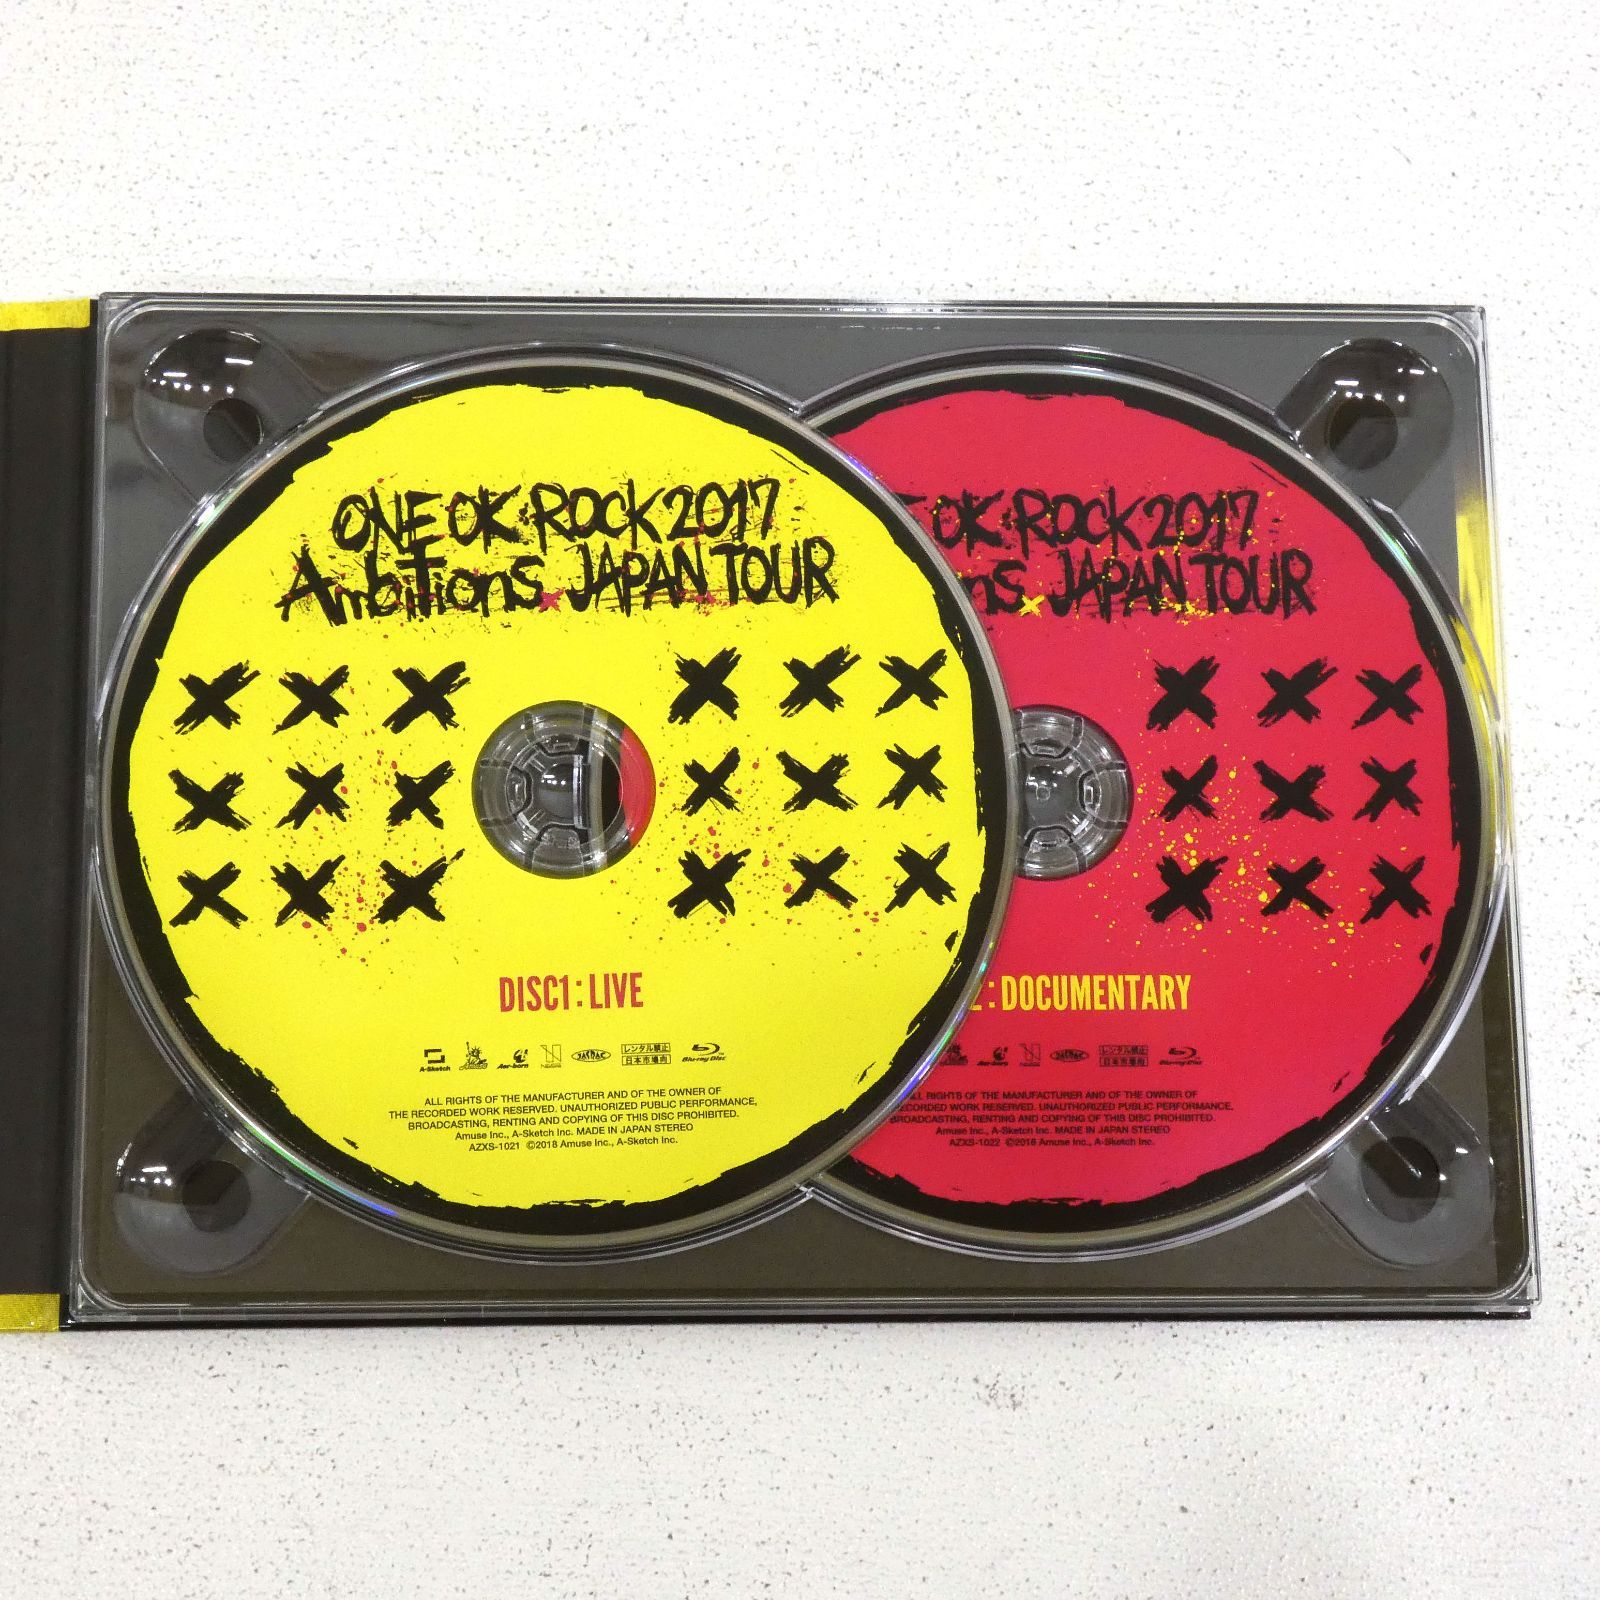 ONE OK ROCK 2017
Ambitions JAPAN TOUR
DISC1:LIVE
A-Sketch
Aer-born
JASRAC
レンタル禁止
日本市場向
Blu-ray Disc
ALL RIGHTS OF THE MANUFACTURER AND OF THE OWNER OF
THE RECORDED WORK RESERVED. UNAUTHORIZED PUBLIC PERFORMANCE,
BROADCASTING, RENTING AND COPYING OF THIS DISC PROHIBITED.
Amuse Inc., A-Sketch Inc. MADE IN JAPAN STEREO
AZXS-1021 ©2018 Amuse Inc., A-Sketch Inc.
OK ROCK 2017
ns JAPAN TOUR
:DOCUMENTARY
Aer-born
JASRAC
レンタル禁止
日本市場向
Blu-ray Disc
ALL RIGHTS OF THE MANUFACTURER AND OF THE OWNER OF
RECORDED WORK RESERVED. UNAUTHORIZED PUBLIC PERFORMANCE,
BROADCASTING, RENTING AND COPYING OF THIS DISC PROHIBITED.
Amuse Inc., A-Sketch Inc. MADE IN JAPAN STEREO
AZXS-1022 ©2018 Amuse Inc., A-Sketch Inc.